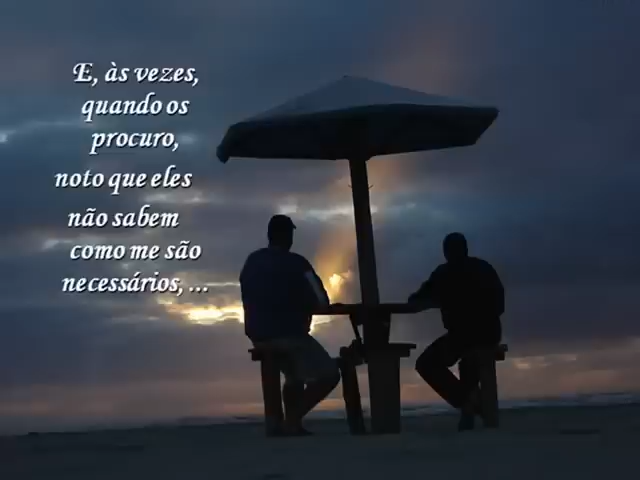 E, às vezes,
quando os
procuro,
noto que eles
não sabem
como me são
necessários, ...